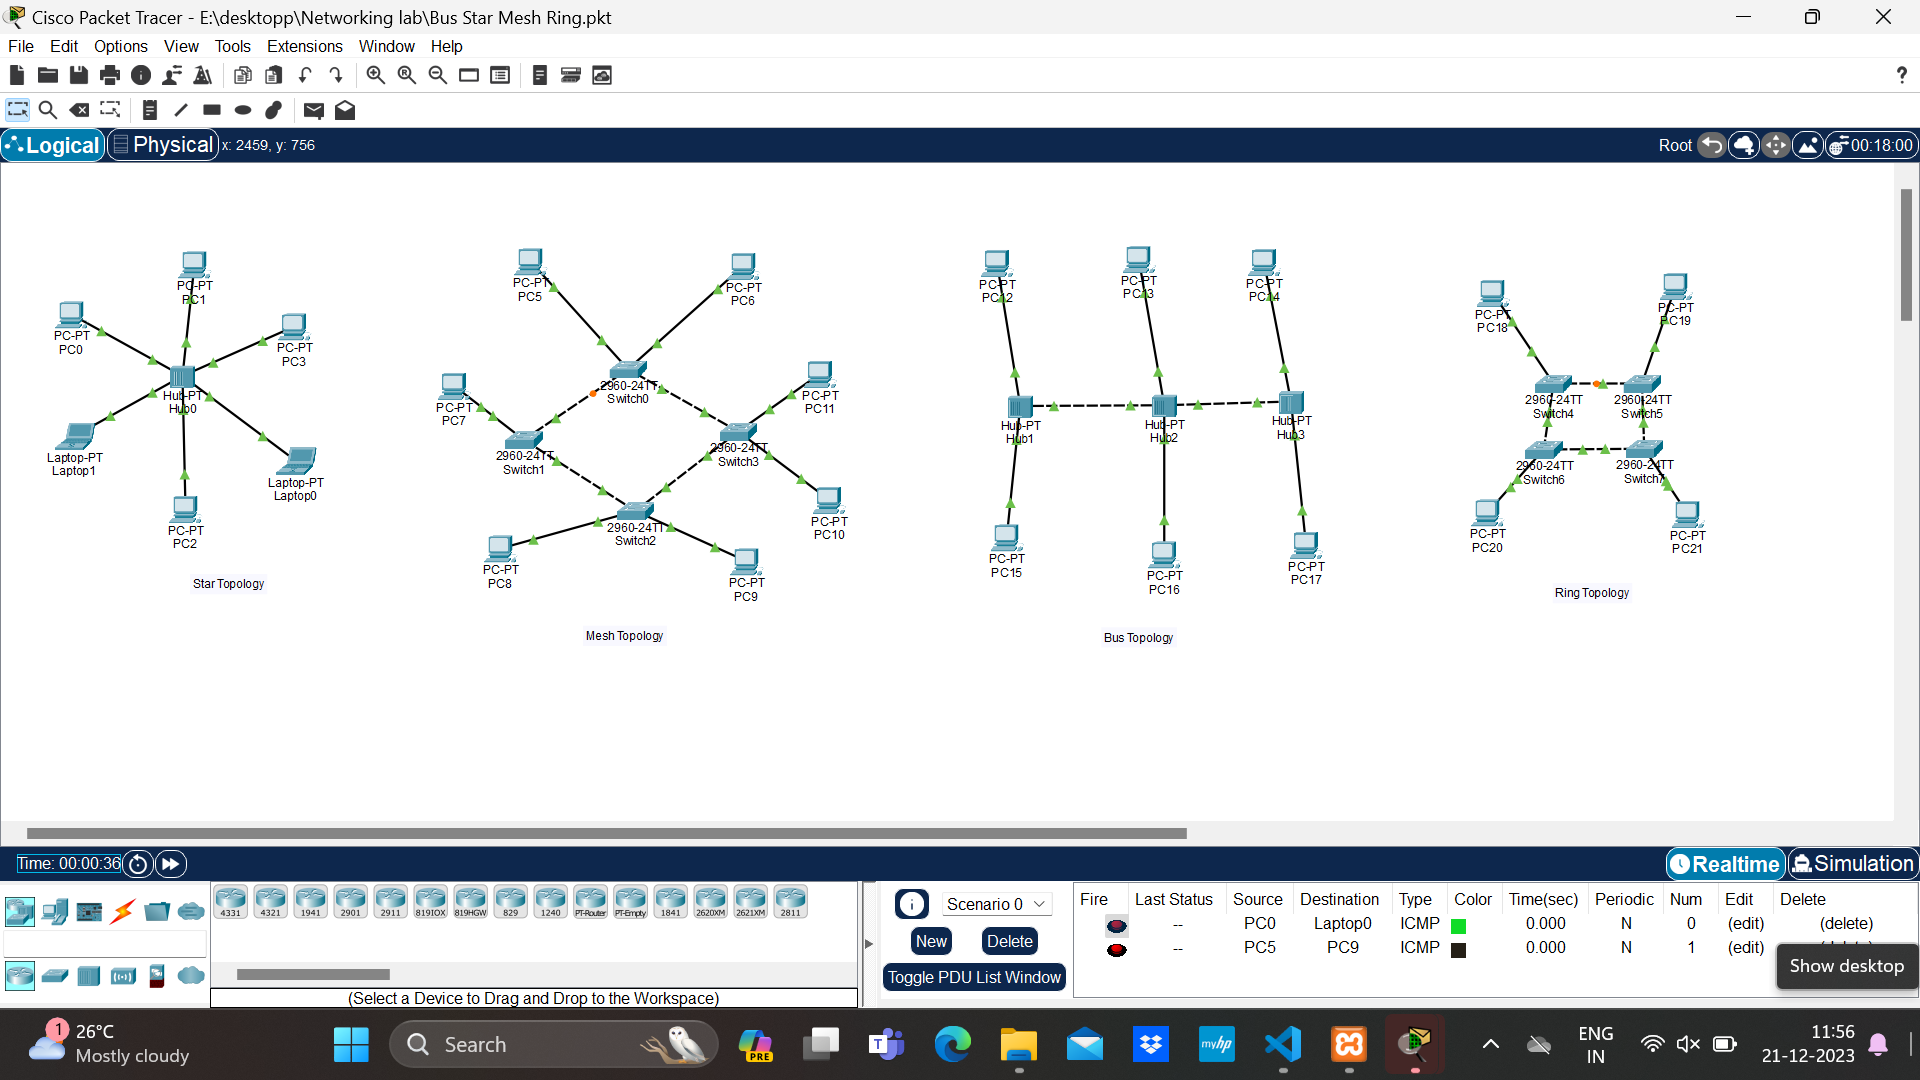 Cisco Packet Tracer - E:\desktopp\Networking lab\Bus Star Mesh Ring.pkt
File Edit Options View Tools Extensions Window Help
?
Logical Physical x: 2459, y: 756 Root 00:18:00
PC-PT
PC1
PC-PT
PC0
PC-PT
PC3
Hub-PT
Hub0
Laptop-PT
Laptop1
Laptop-PT
Laptop0
PC-PT
PC2
Star Topology
PC-PT
PC5
PC-PT
PC6
2960-24TT
Switch0
PC-PT
PC7
PC-PT
PC11
2960-24TT
Switch1
2960-24TT
Switch3
2960-24TT
Switch2
PC-PT
PC10
PC-PT
PC8
PC-PT
PC9
Mesh Topology
PC-PT
PC12
PC-PT
PC13
PC-PT
PC14
Hub-PT
Hub1
Hub-PT
Hub2
Hub-PT
Hub3
PC-PT
PC15
PC-PT
PC16
PC-PT
PC17
Bus Topology
PC-PT
PC18
PC-PT
PC19
2960-24TT
Switch4
2960-24TT
Switch5
2960-24TT
Switch6
2960-24TT
Switch7
PC-PT
PC20
PC-PT
PC21
Ring Topology
Time: 00:00:36 Realtime Simulation
4331 4321 1941 2901 2911 819IOX 819HGW 829 1240 PT-Router PT-Empty 1841 2620XM 2621XM 2811
(Select a Device to Drag and Drop to the Workspace)
Scenario 0
New Delete
Toggle PDU List Window
Fire Last Status Source Destination Type Color Time(sec) Periodic Num Edit Delete
-- PC0 Laptop0 ICMP 0.000 N 0 (edit) (delete)
-- PC5 PC9 ICMP 0.000 N 1 (edit)
Show desktop
1 26°C
Mostly cloudy
Search
PRE
myhp
ENG
IN
11:56
21-12-2023